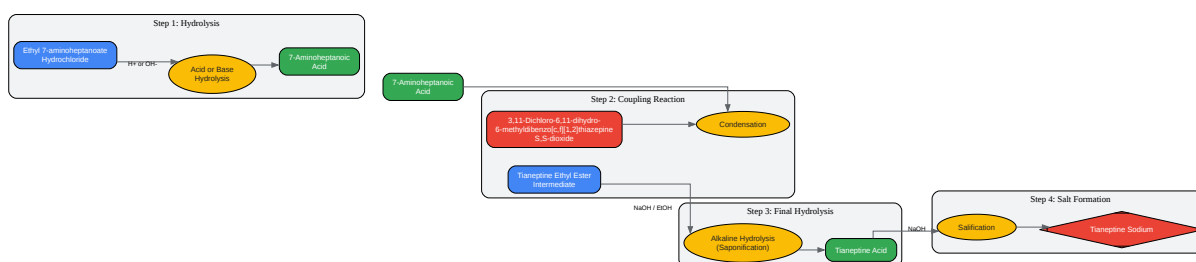 Step 1: Hydrolysis
Ethyl 7-aminoheptanoate
Hydrochloride
H+ or OH-
Acid or Base
Hydrolysis
7-Aminoheptanoic
Acid
7-Aminoheptanoic
Acid
Step 2: Coupling Reaction
3,11-Dichloro-6,11-dihydro-
6-methyldibenzo[c,f][1,2]thiazepine
S,S-dioxide
Condensation
Tianeptine Ethyl Ester
Intermediate
NaOH / EtOH
Step 3: Final Hydrolysis
Alkaline Hydrolysis
(Saponification)
Tianeptine Acid
NaOH
Step 4: Salt Formation
Salification
Tianeptine Sodium